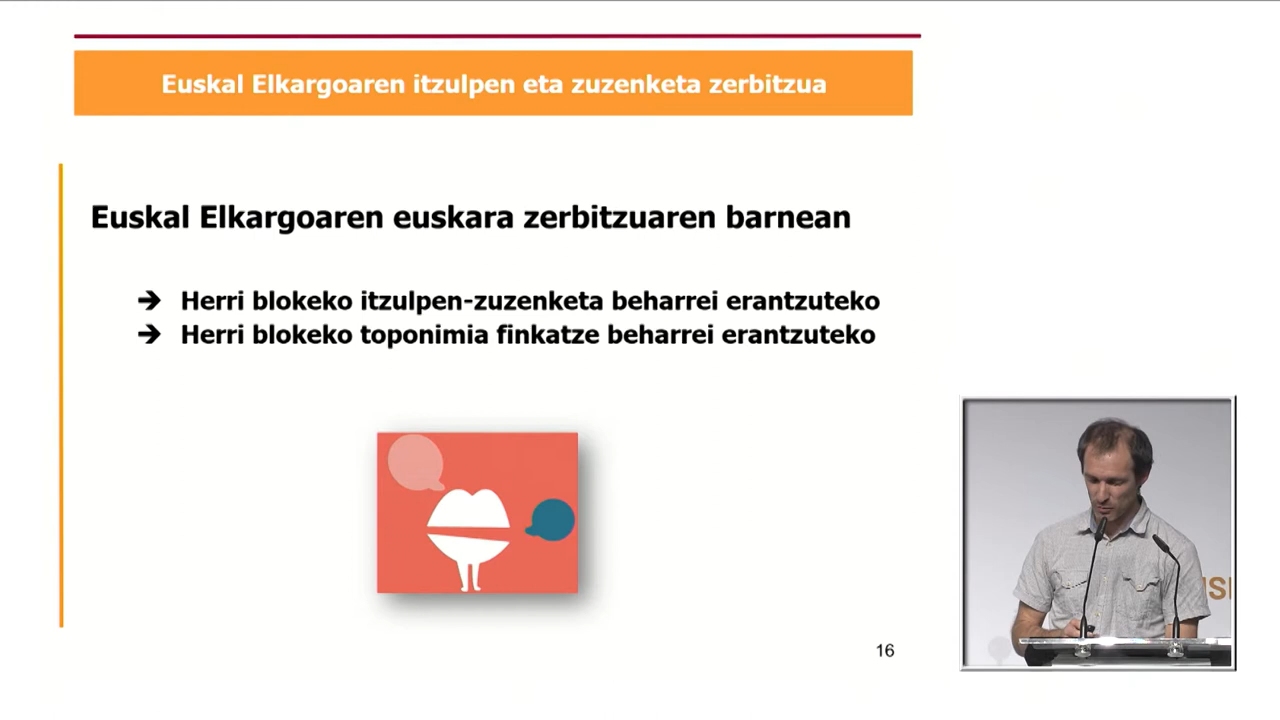 Euskal Elkargoaren itzulpen eta zuzenketa zerbitzua
Euskal Elkargoaren euskara zerbitzuaren barnean
➔ Herri blokeko itzulpen-zuzenketa beharrei erantzuteko
➔ Herri blokeko toponimia finkatze beharrei erantzuteko
16